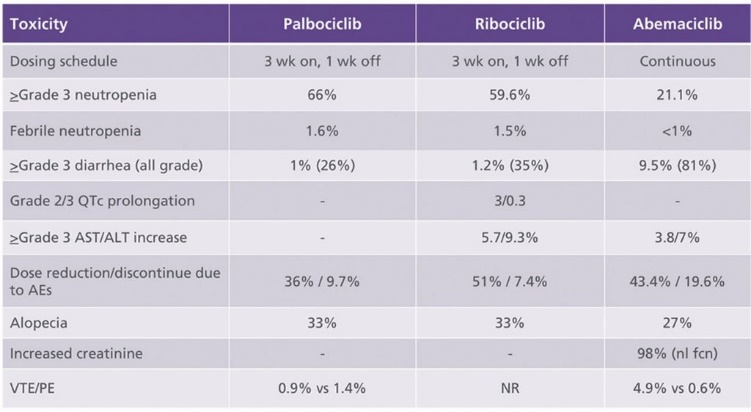 Toxicity Palbociclib Ribociclib Abemaciclib
Dosing schedule 3 wk on, 1 wk off 3 wk on, 1 wk off Continuous
≥Grade 3 neutropenia 66% 59.6% 21.1%
Febrile neutropenia 1.6% 1.5% <1%
≥Grade 3 diarrhea (all grade) 1% (26%) 1.2% (35%) 9.5% (81%)
Grade 2/3 QTc prolongation - 3/0.3 -
≥Grade 3 AST/ALT increase - 5.7/9.3% 3.8/7%
Dose reduction/discontinue due
to AEs 36% / 9.7% 51% / 7.4% 43.4% / 19.6%
Alopecia 33% 33% 27%
Increased creatinine - - 98% (nl fcn)
VTE/PE 0.9% vs 1.4% NR 4.9% vs 0.6%